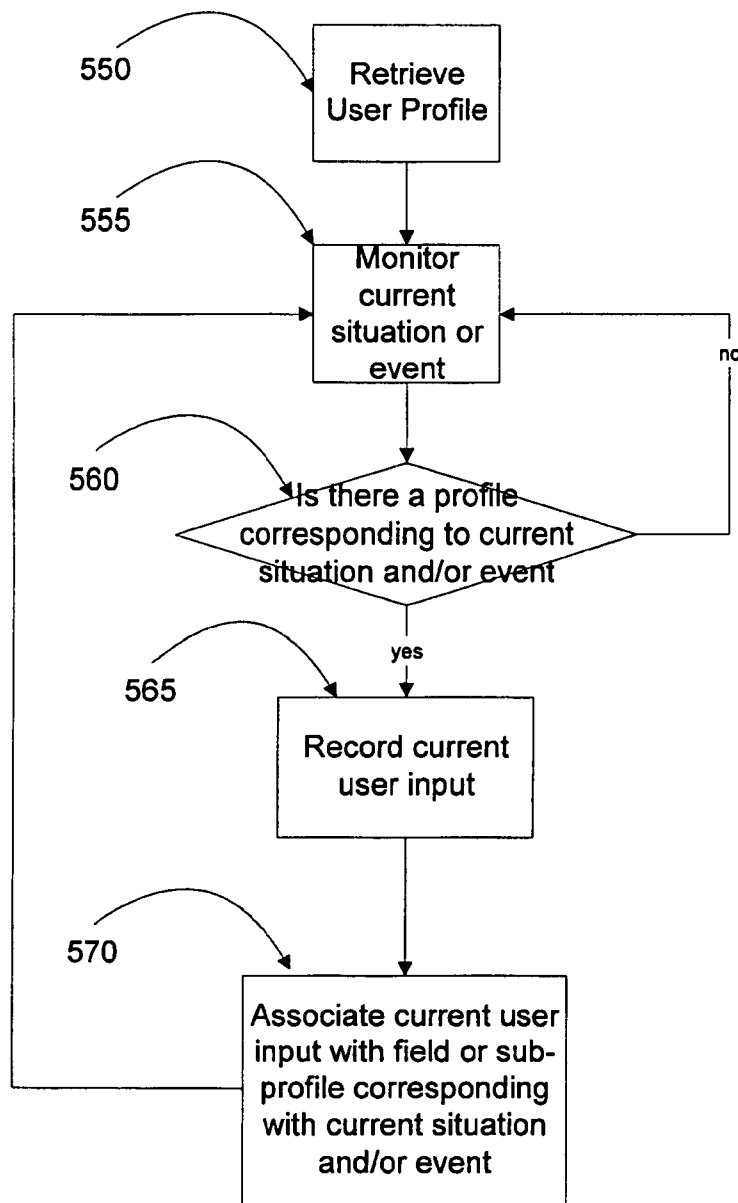 550
Retrieve
User Profile
555
Monitor
current
situation or
event
no
560
Is there a profile
corresponding to current
situation and/or event
yes
565
Record current
user input
570
Associate current user
input with field or sub-
profile corresponding
with current situation
and/or event